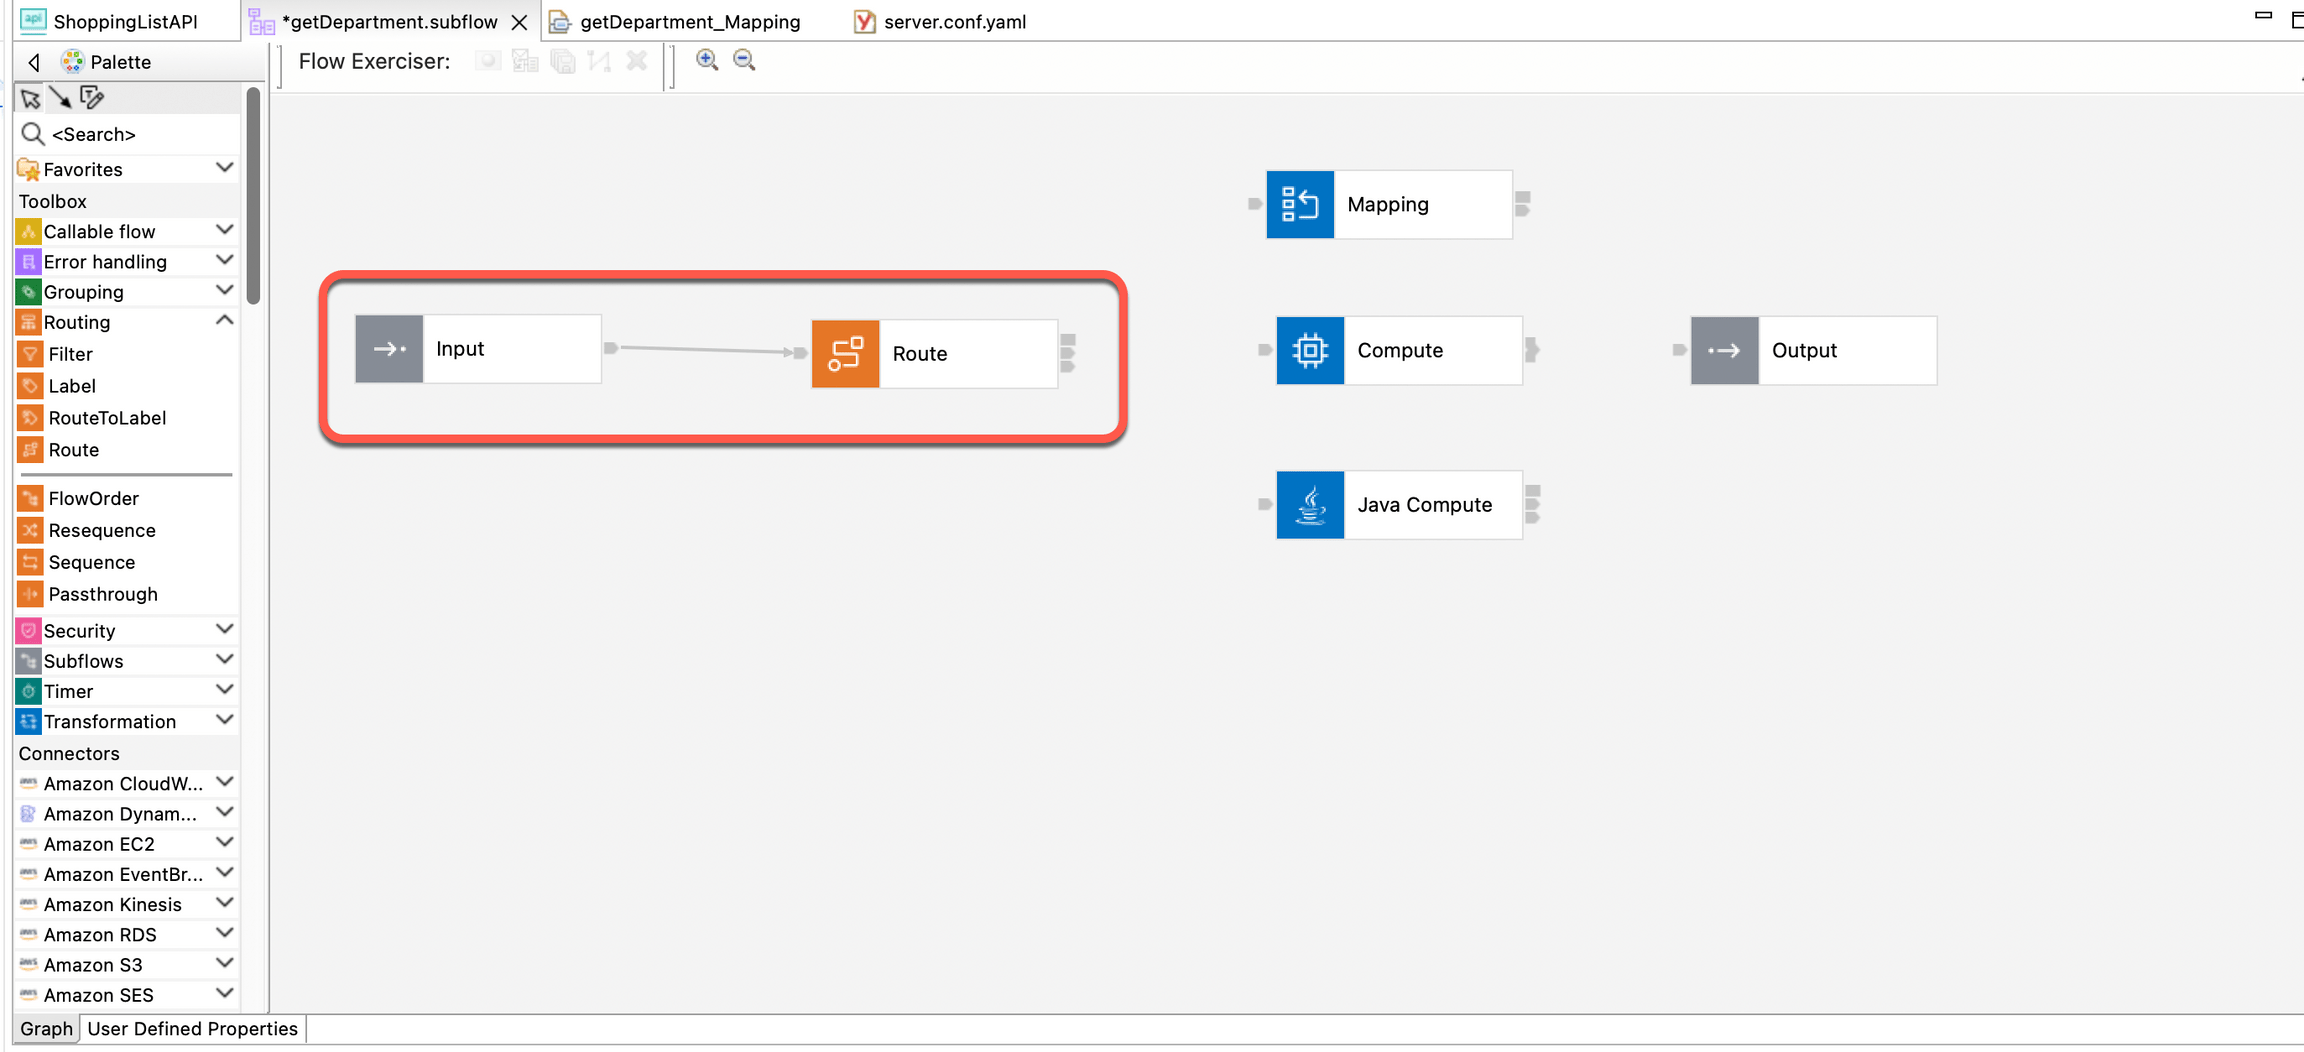 ShoppingListAPI
*getDepartment.subflow
getDepartment_Mapping
server.conf.yaml
Palette
Flow Exerciser:
<Search>
Favorites
Toolbox
Callable flow
Error handling
Grouping
Routing
Filter
Label
RouteToLabel
Route
FlowOrder
Resequence
Sequence
Passthrough
Security
Subflows
Timer
Transformation
Connectors
Amazon CloudW...
Amazon Dynam...
Amazon EC2
Amazon EventBr...
Amazon Kinesis
Amazon RDS
Amazon S3
Amazon SES
Input
Route
Mapping
Compute
Java Compute
Output
Graph
User Defined Properties